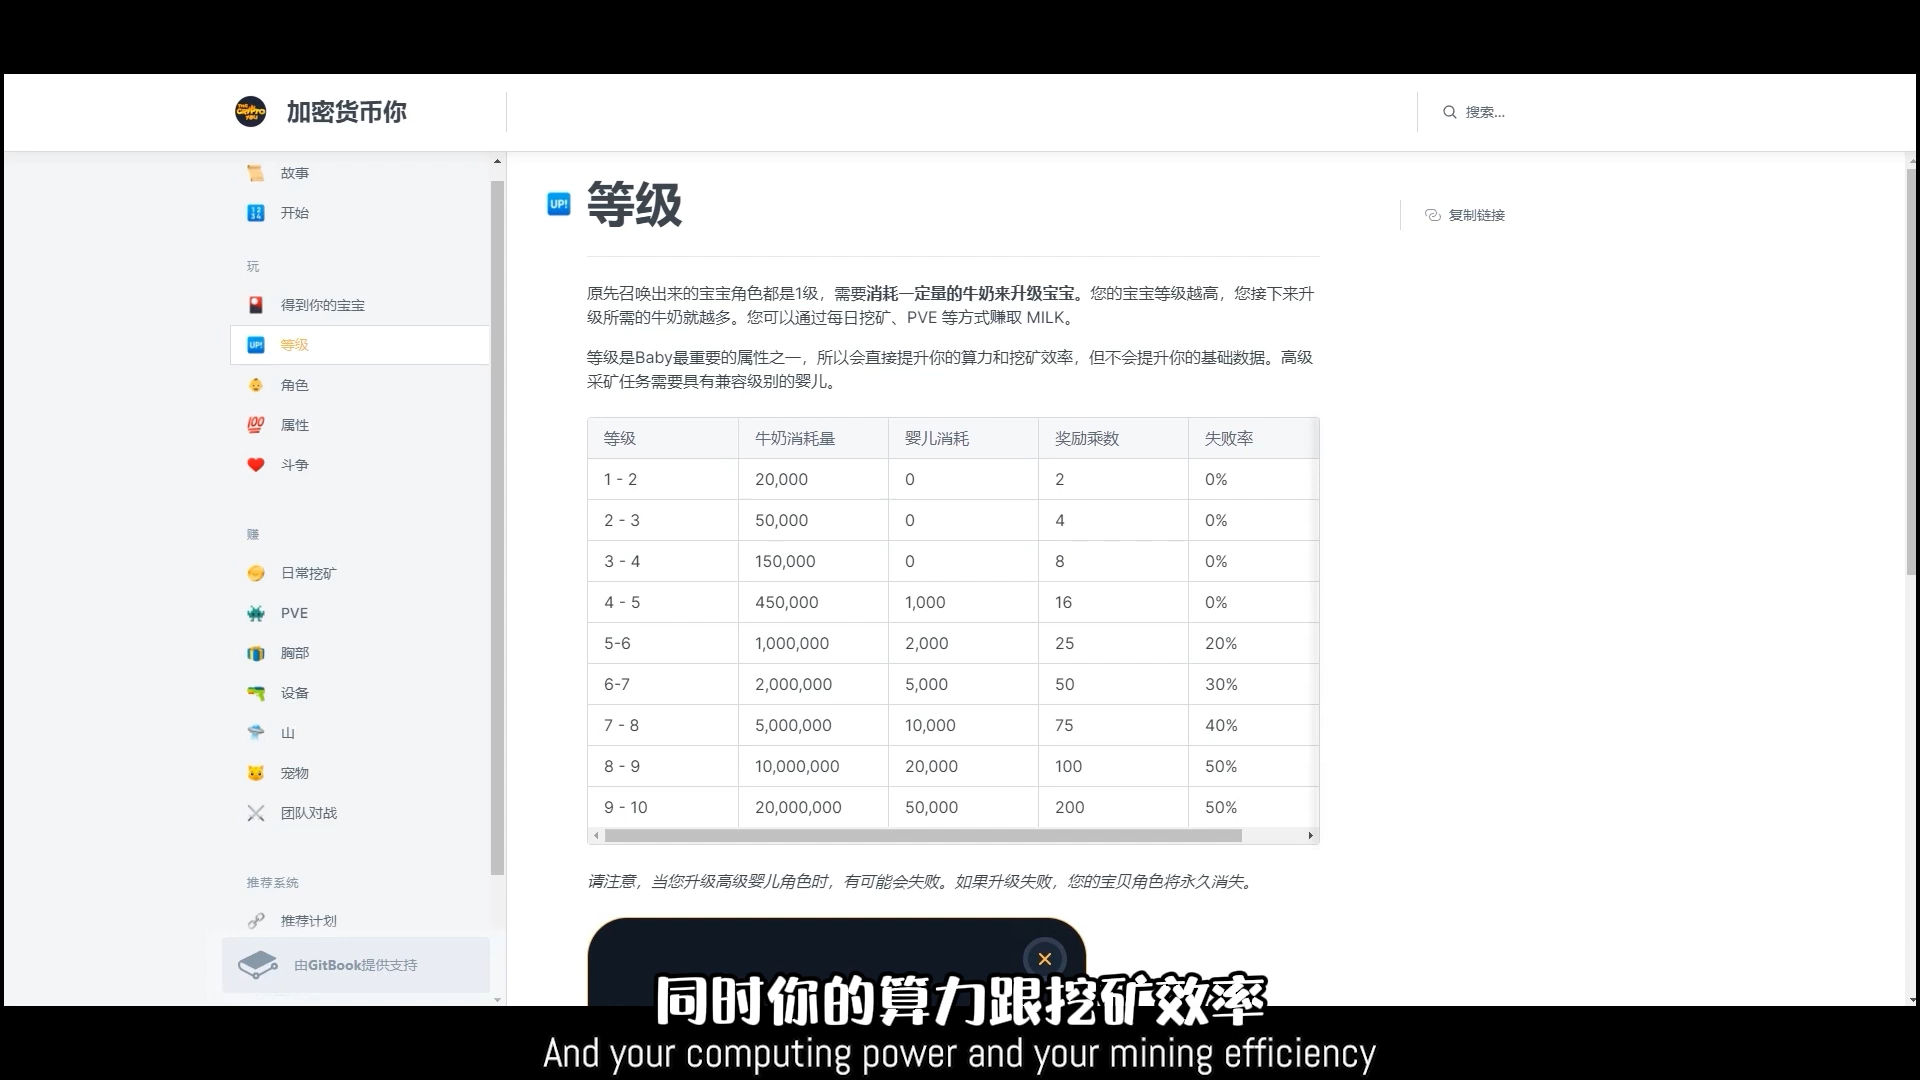 THE CRYPTO YOU
加密货币你
搜索...
故事
开始
玩
得到你的宝宝
UP!
等级
角色
属性
斗争
赚
日常挖矿
PVE
胸部
设备
山
宠物
团队对战
推荐系统
推荐计划
由GitBook提供支持
UP! 等级
复制链接
原先召唤出来的宝宝角色都是1级，需要消耗一定量的牛奶来升级宝宝。您的宝宝等级越高，您接下来升
级所需的牛奶就越多。您可以通过每日挖矿、PVE 等方式赚取 MILK。
等级是Baby最重要的属性之一，所以会直接提升你的算力和挖矿效率，但不会提升你的基础数据。高级
采矿任务需要具有兼容级别的婴儿。
等级 牛奶消耗量 婴儿消耗 奖励乘数 失败率
1 - 2 20,000 0 2 0%
2 - 3 50,000 0 4 0%
3 - 4 150,000 0 8 0%
4 - 5 450,000 1,000 16 0%
5-6 1,000,000 2,000 25 20%
6-7 2,000,000 5,000 50 30%
7 - 8 5,000,000 10,000 75 40%
8 - 9 10,000,000 20,000 100 50%
9 - 10 20,000,000 50,000 200 50%
请注意，当您升级高级婴儿角色时，有可能会失败。如果升级失败，您的宝贝角色将永久消失。
同时你的算力跟挖矿效率
And your computing power and your mining efficiency